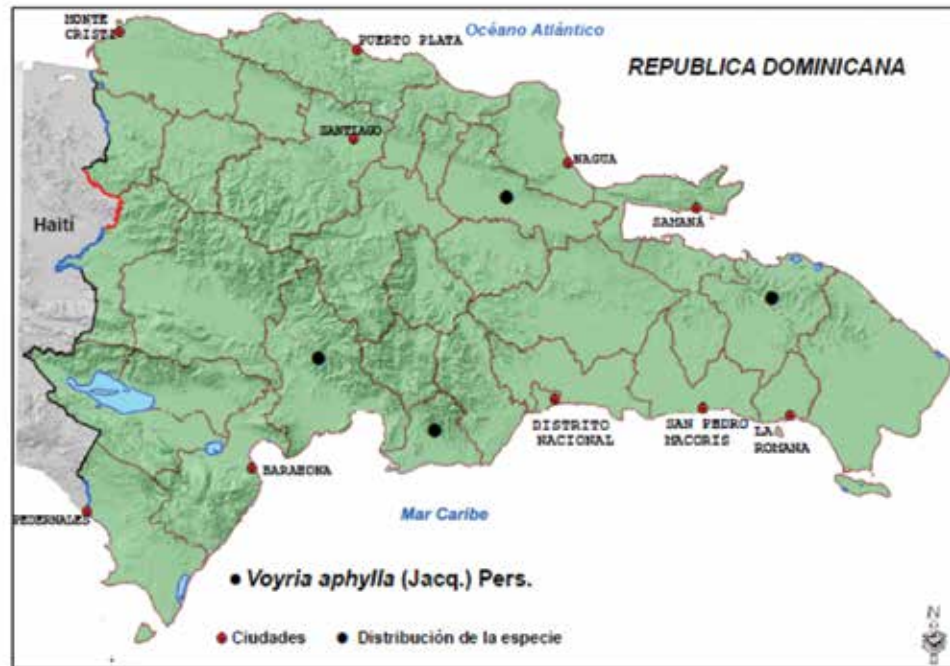 MONTE
CRISTA
PUERTO PLATA
Océano Atlántico
REPUBLICA DOMINICANA
SANTIAGO
NAGUA
SAMANÁ
Haití
DISTRITO
NACIONAL
SAN PEDRO
MACORIS
LA
ROMANA
BARAHONA
PEDERNALES
Mar Caribe
Voyria aphylla (Jacq.) Pers.
Ciudades
Distribución de la especie
N